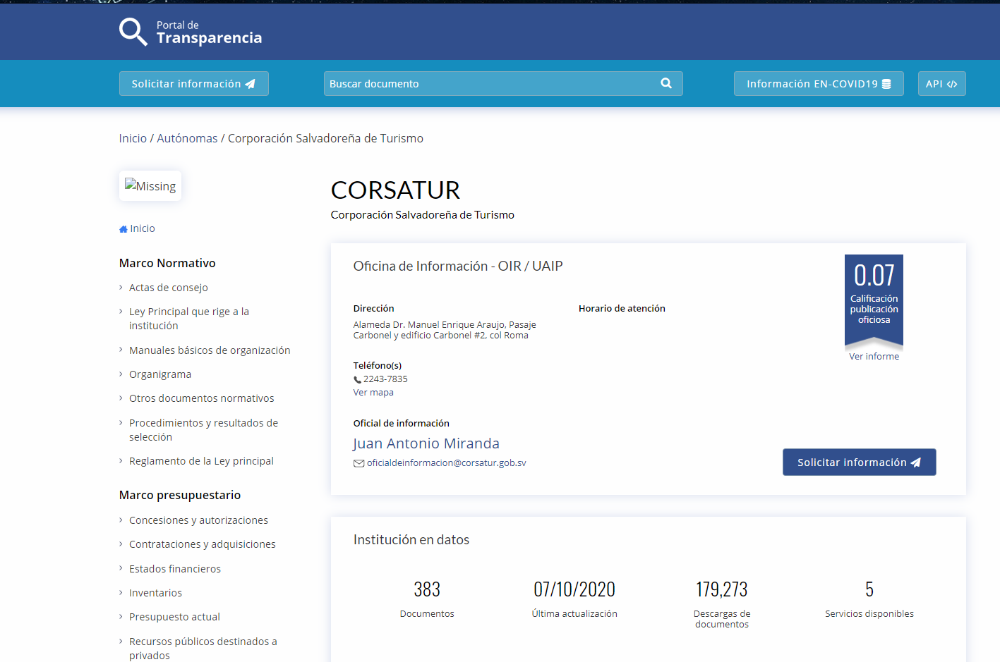 Portal de
Transparencia
Solicitar información
Buscar documento
Información EN-COVID19
API </>
Inicio / Autónomas / Corporación Salvadoreña de Turismo
Missing
Inicio
Marco Normativo
Actas de consejo
Ley Principal que rige a la
institución
Manuales básicos de organización
Organigrama
Otros documentos normativos
Procedimientos y resultados de
selección
Reglamento de la Ley principal
Marco presupuestario
Concesiones y autorizaciones
Contrataciones y adquisiciones
Estados financieros
Inventarios
Presupuesto actual
Recursos públicos destinados a
privados
CORSATUR
Corporación Salvadoreña de Turismo
Oficina de Información - OIR / UAIP
Dirección
Alameda Dr. Manuel Enrique Araujo, Pasaje
Carbonel y edificio Carbonel #2, col Roma
Horario de atención
0.07
Calificación
publicación
oficiosa
Ver informe
Teléfono(s)
2243-7835
Ver mapa
Oficial de información
Juan Antonio Miranda
oficialdeinformacion@corsatur.gob.sv
Solicitar información
Institución en datos
383
Documentos
07/10/2020
Última actualización
179,273
Descargas de
documentos
5
Servicios disponibles